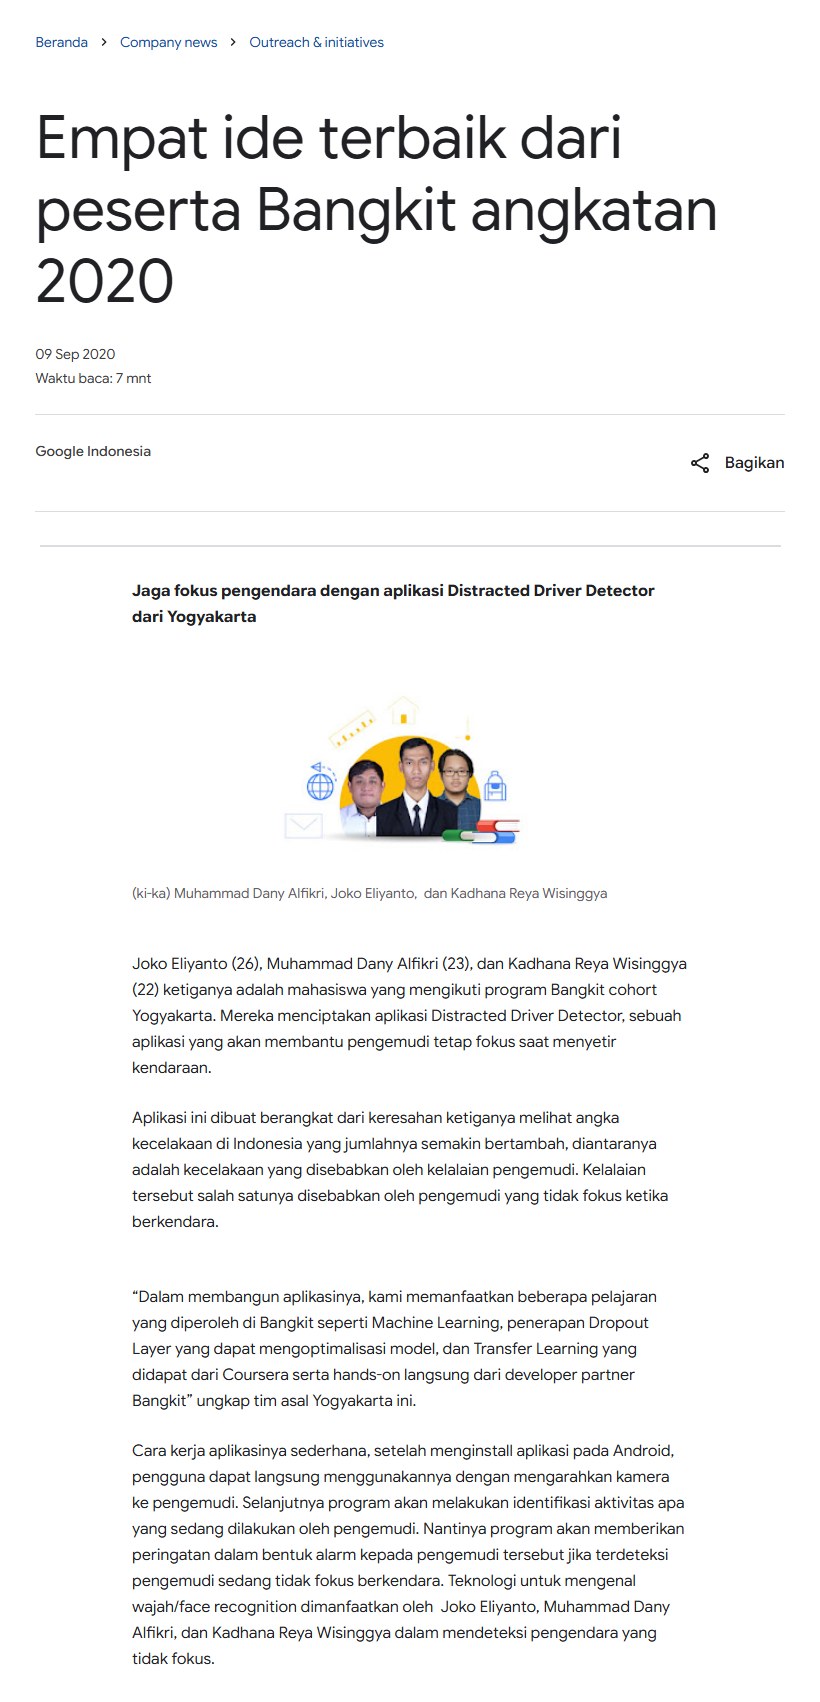 Beranda > Company news > Outreach & initiatives
Empat ide terbaik dari
peserta Bangkit angkatan
2020
09 Sep 2020
Waktu baca: 7 mnt
Google Indonesia
Bagikan
Jaga fokus pengendara dengan aplikasi Distracted Driver Detector
dari Yogyakarta
(ki-ka) Muhammad Dany Alfikri, Joko Eliyanto,  dan Kadhana Reya Wisinggya
Joko Eliyanto (26), Muhammad Dany Alfikri (23), dan Kadhana Reya Wisinggya
(22) ketiganya adalah mahasiswa yang mengikuti program Bangkit cohort
Yogyakarta. Mereka menciptakan aplikasi Distracted Driver Detector, sebuah
aplikasi yang akan membantu pengemudi tetap fokus saat menyetir
kendaraan.
Aplikasi ini dibuat berangkat dari keresahan ketiganya melihat angka
kecelakaan di Indonesia yang jumlahnya semakin bertambah, diantaranya
adalah kecelakaan yang disebabkan oleh kelalaian pengemudi. Kelalaian
tersebut salah satunya disebabkan oleh pengemudi yang tidak fokus ketika
berkendara.
“Dalam membangun aplikasinya, kami memanfaatkan beberapa pelajaran
yang diperoleh di Bangkit seperti Machine Learning, penerapan Dropout
Layer yang dapat mengoptimalisasi model, dan Transfer Learning yang
didapat dari Coursera serta hands-on langsung dari developer partner
Bangkit” ungkap tim asal Yogyakarta ini.
Cara kerja aplikasinya sederhana, setelah menginstall aplikasi pada Android,
pengguna dapat langsung menggunakannya dengan mengarahkan kamera
ke pengemudi. Selanjutnya program akan melakukan identifikasi aktivitas apa
yang sedang dilakukan oleh pengemudi. Nantinya program akan memberikan
peringatan dalam bentuk alarm kepada pengemudi tersebut jika terdeteksi
pengemudi sedang tidak fokus berkendara. Teknologi untuk mengenal
wajah/face recognition dimanfaatkan oleh  Joko Eliyanto, Muhammad Dany
Alfikri, dan Kadhana Reya Wisinggya dalam mendeteksi pengendara yang
tidak fokus.